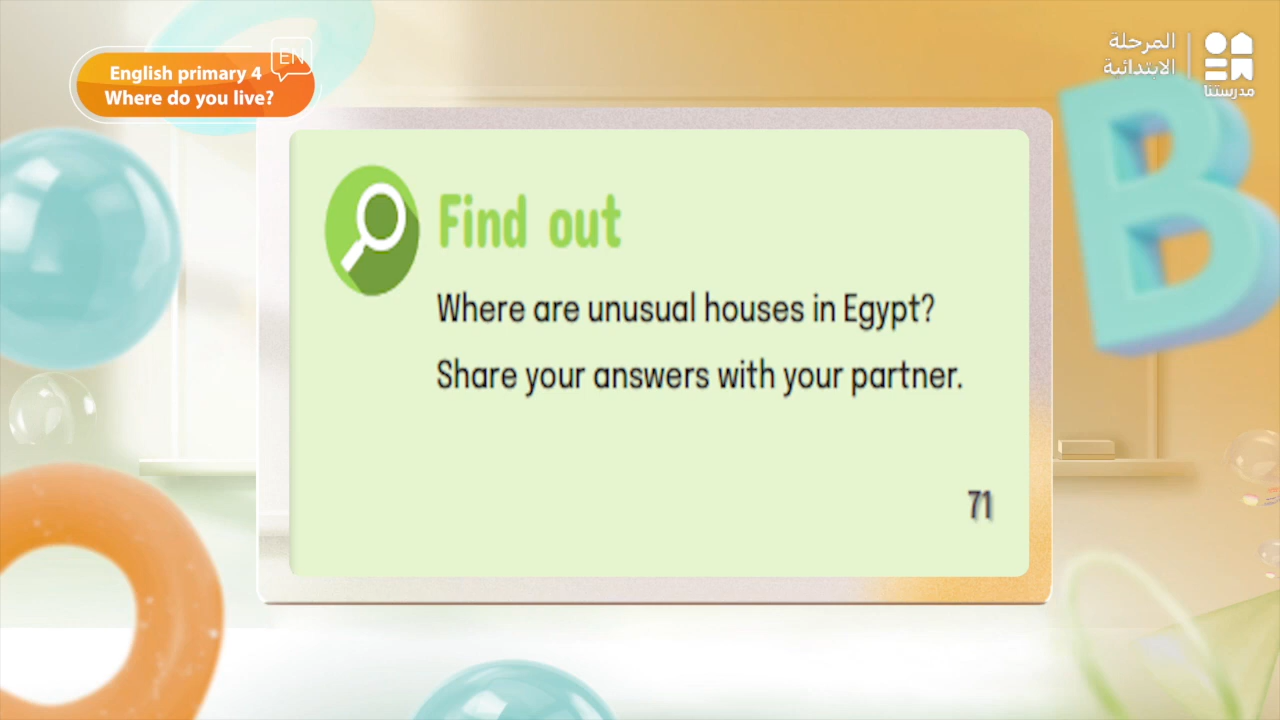 English primary 4
Where do you live?
EN
المرحلة
الابتدائية
مدرستنا
Find out
Where are unusual houses in Egypt?
Share your answers with your partner.
71
B